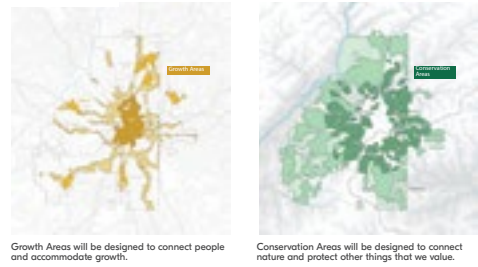 Growth Areas
Conservation
Areas
Growth Areas will be designed to connect people
and accommodate growth.
Conservation Areas will be designed to connect
nature and protect other things that we value.